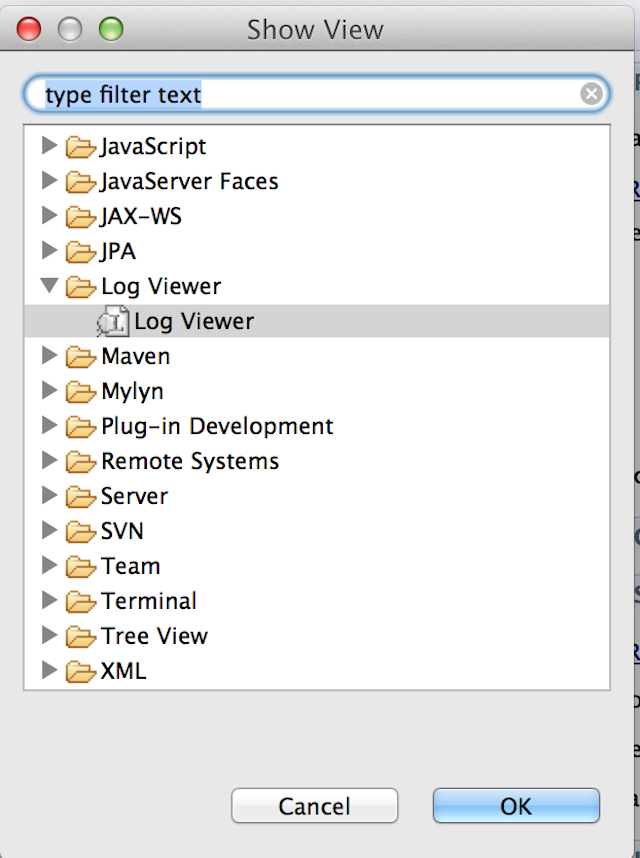 Show View
type filter text
JavaScript
JavaServer Faces
JAX-WS
JPA
Log Viewer
Log Viewer
Maven
Mylyn
Plug-in Development
Remote Systems
Server
SVN
Team
Terminal
Tree View
XML
Cancel
OK